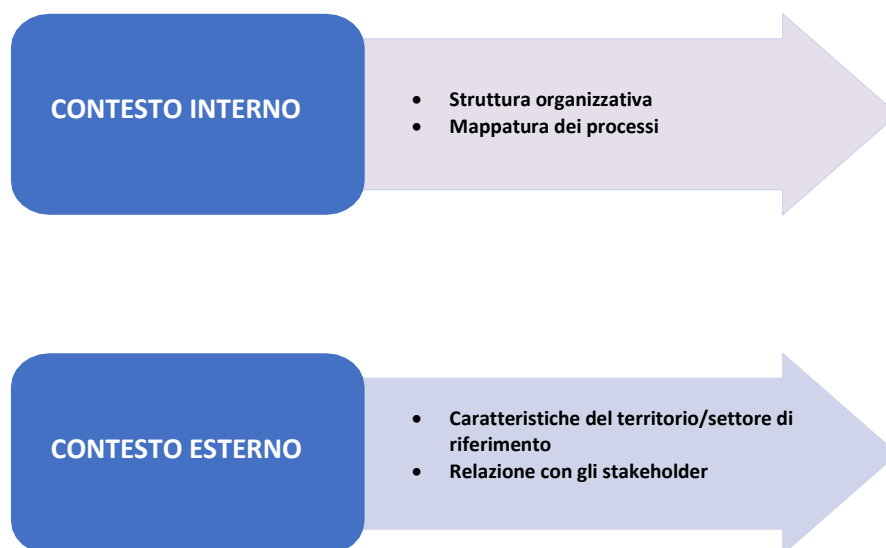 CONTESTO INTERNO
• Struttura organizzativa
• Mappatura dei processi
CONTESTO ESTERNO
• Caratteristiche del territorio/settore di
riferimento
• Relazione con gli stakeholder